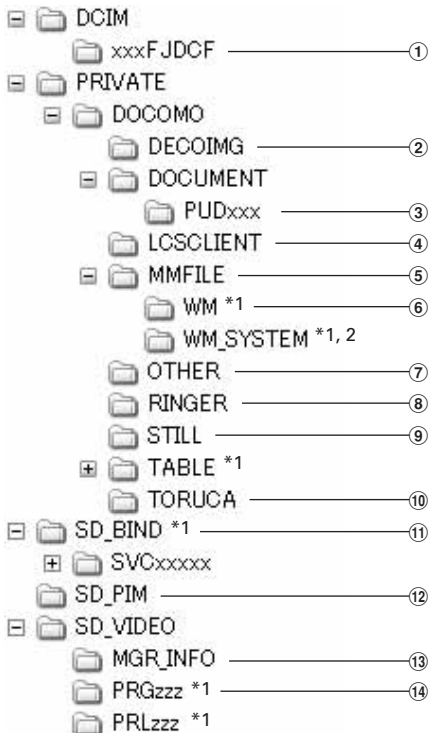 DCIM
xxxFJDCF ①
PRIVATE
DOCOMO
DECOIMG ②
DOCUMENT
PUDxxx ③
LCSCLIENT ④
MMFILE ⑤
WM *1 ⑥
WM_SYSTEM *1, 2
OTHER ⑦
RINGER ⑧
STILL ⑨
TABLE *1
TORUCA ⑩
SD_BIND *1 ⑪
SVCxxxxx
SD_PIM ⑫
SD_VIDEO
MGR_INFO ⑬
PRGzzz *1 ⑭
PRLzzz *1